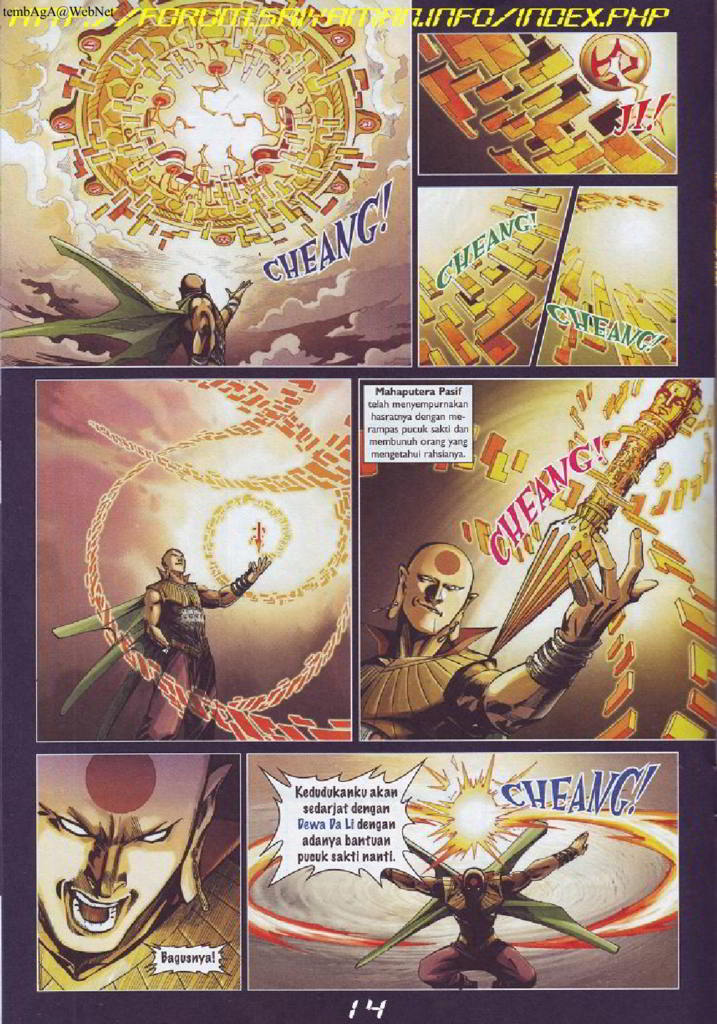 HTTP://FORUM.SAIYAMAN.INFO/INDEX.PHP
tembAgA@WebNet
CHEANG!
JI!
CHEANG!
CHEANG!
Mahaputera Pasif
telah menyempurnakan
hasratnya dengan me-
rampas pucuk sakti dan
membunuh orang yang
mengetahui rahsianya.
CHEANG!
Bagusnya!
Kedudukanku akan
sedarjat dengan
Dewa Da Li dengan
adanya bantuan
pucuk sakti nanti.
CHEANG!
14